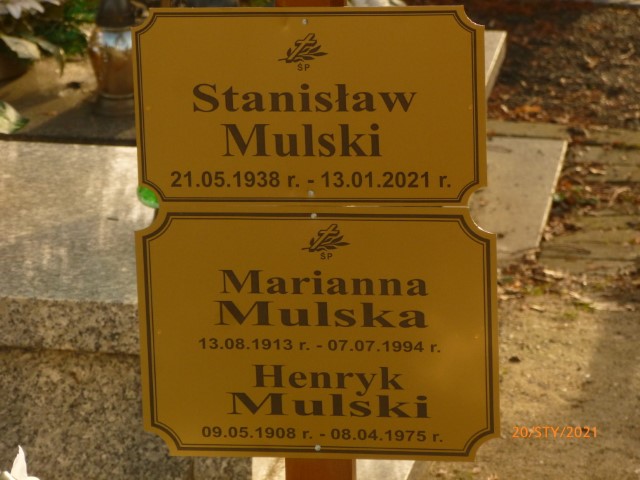 ŚP
Stanisław
Mulski
21.05.1938 r. - 13.01.2021 r.
ŚP
Marianna
Mulska
13.08.1913 r. - 07.07.1994 r.
Henryk
Mulski
09.05.1908 r. - 08.04.1975 r.
20/STY/2021